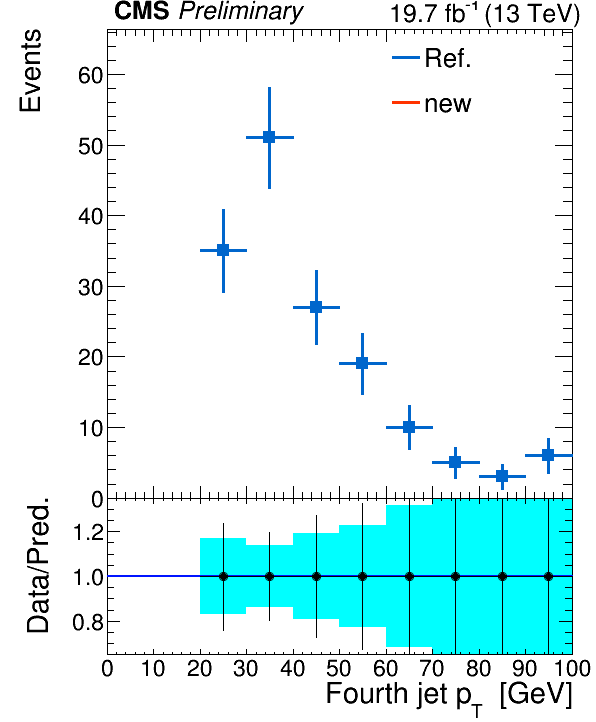 CMS Preliminary 19.7 fb⁻¹ (13 TeV)
Events
Ref.
new
60
50
40
30
20
10
0
Data/Pred.
1.2
1.0
0.8
0 10 20 30 40 50 60 70 80 90 100
Fourth jet p_T [GeV]